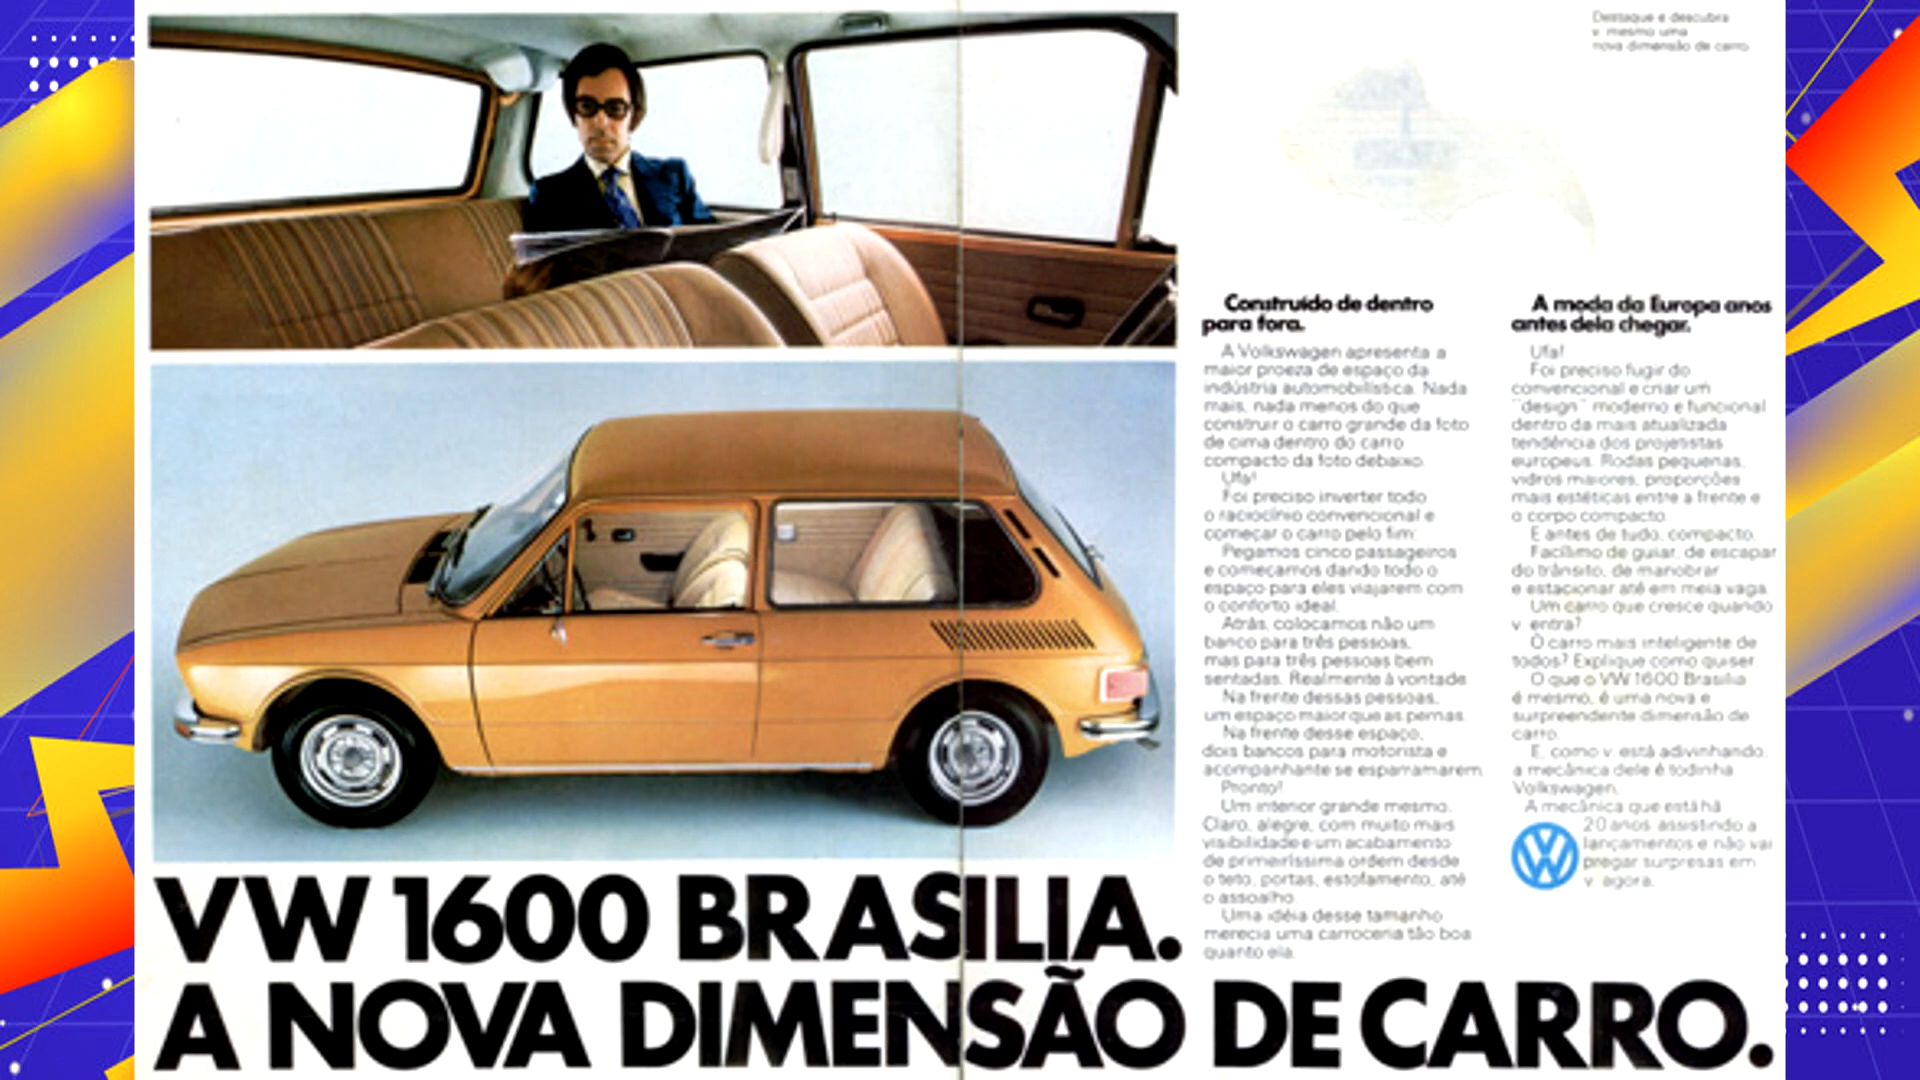 Destaque e descubra
v. mesmo uma
nova dimensão de carro.
Construído de dentro
para fora.
A Volkswagen apresenta a
maior proeza de espaço da
indústria automobilística. Nada
mais, nada menos do que
construir o carro grande da foto
de cima dentro do carro
compacto da foto debaixo.
Ufa!
Foi preciso inverter todo
o raciocínio convencional e
começar o carro pelo fim:
Pegamos cinco passageiros
e começamos dando todo o
espaço para eles viajarem com
o conforto ideal.
Atrás, colocamos não um
banco para três pessoas,
mas para três pessoas bem
sentadas. Realmente à vontade
Na frente dessas pessoas,
um espaço maior que as pernas.
Na frente desse espaço,
dois bancos para motorista e
acompanhante se esparramarem.
Pronto!
Um interior grande mesmo.
Claro, alegre, com muito mais
visibilidade e um acabamento
de primeiríssima ordem desde
o teto, portas, estofamento, até
o assoalho.
Uma idéia desse tamanho
merecia uma carroceria tão boa
quanto ela.
A moda da Europa anos
antes dela chegar.
Ufa!
Foi preciso fugir do
convencional e criar um
"design" moderno e funcional
dentro da mais atualizada
tendência dos projetistas
europeus. Rodas pequenas,
vidros maiores, proporções
mais estéticas entre a frente e
o corpo compacto.
E antes de tudo, compacto.
Facílimo de guiar, de escapar
do trânsito, de manobrar
e estacionar até em meia vaga.
Um carro que cresce quando
v. entra?
O carro mais inteligente de
todos? Explique como quiser.
O que o VW 1600 Brasilia
é mesmo, é uma nova e
surpreendente dimensão de
carro.
E, como v. está adivinhando,
a mecânica dele é todinha
Volkswagen.
A mecânica que está há
20 anos assistindo a
lançamentos e não vai
pregar surpresas em
v. agora.
VW 1600 BRASILIA.
A NOVA DIMENSÃO DE CARRO.